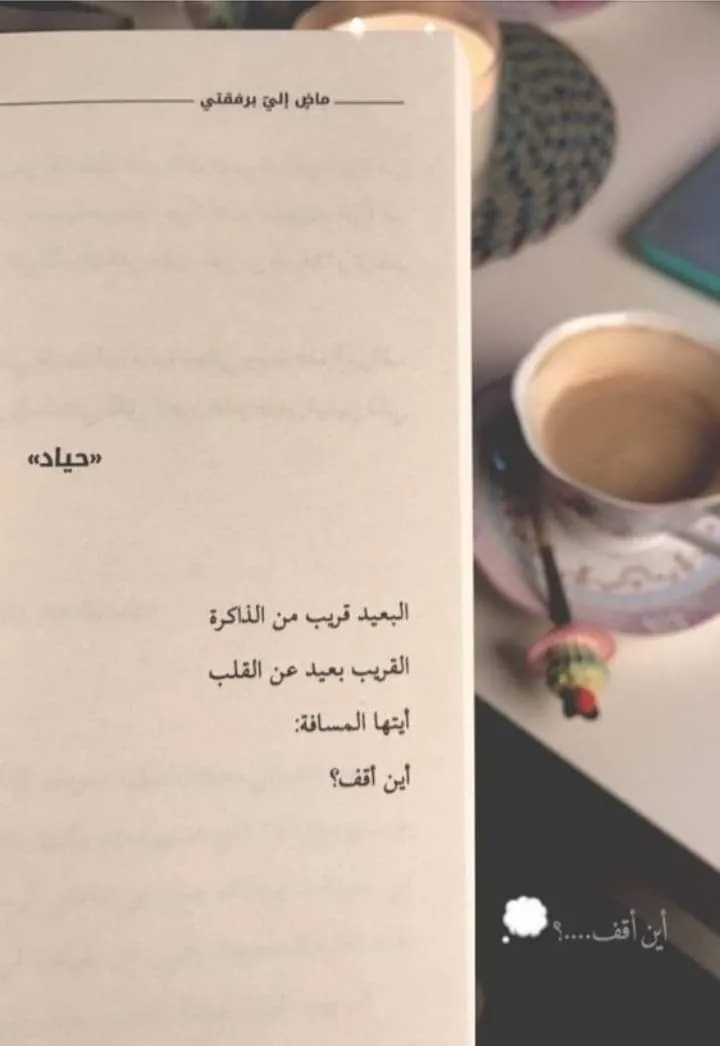 ماضٍ إليّ برفقتي
«حياد»
البعيد قريب من الذاكرة
القريب بعيد عن القلب
أيتها المسافة:
أين أقف؟
أين أقف....؟